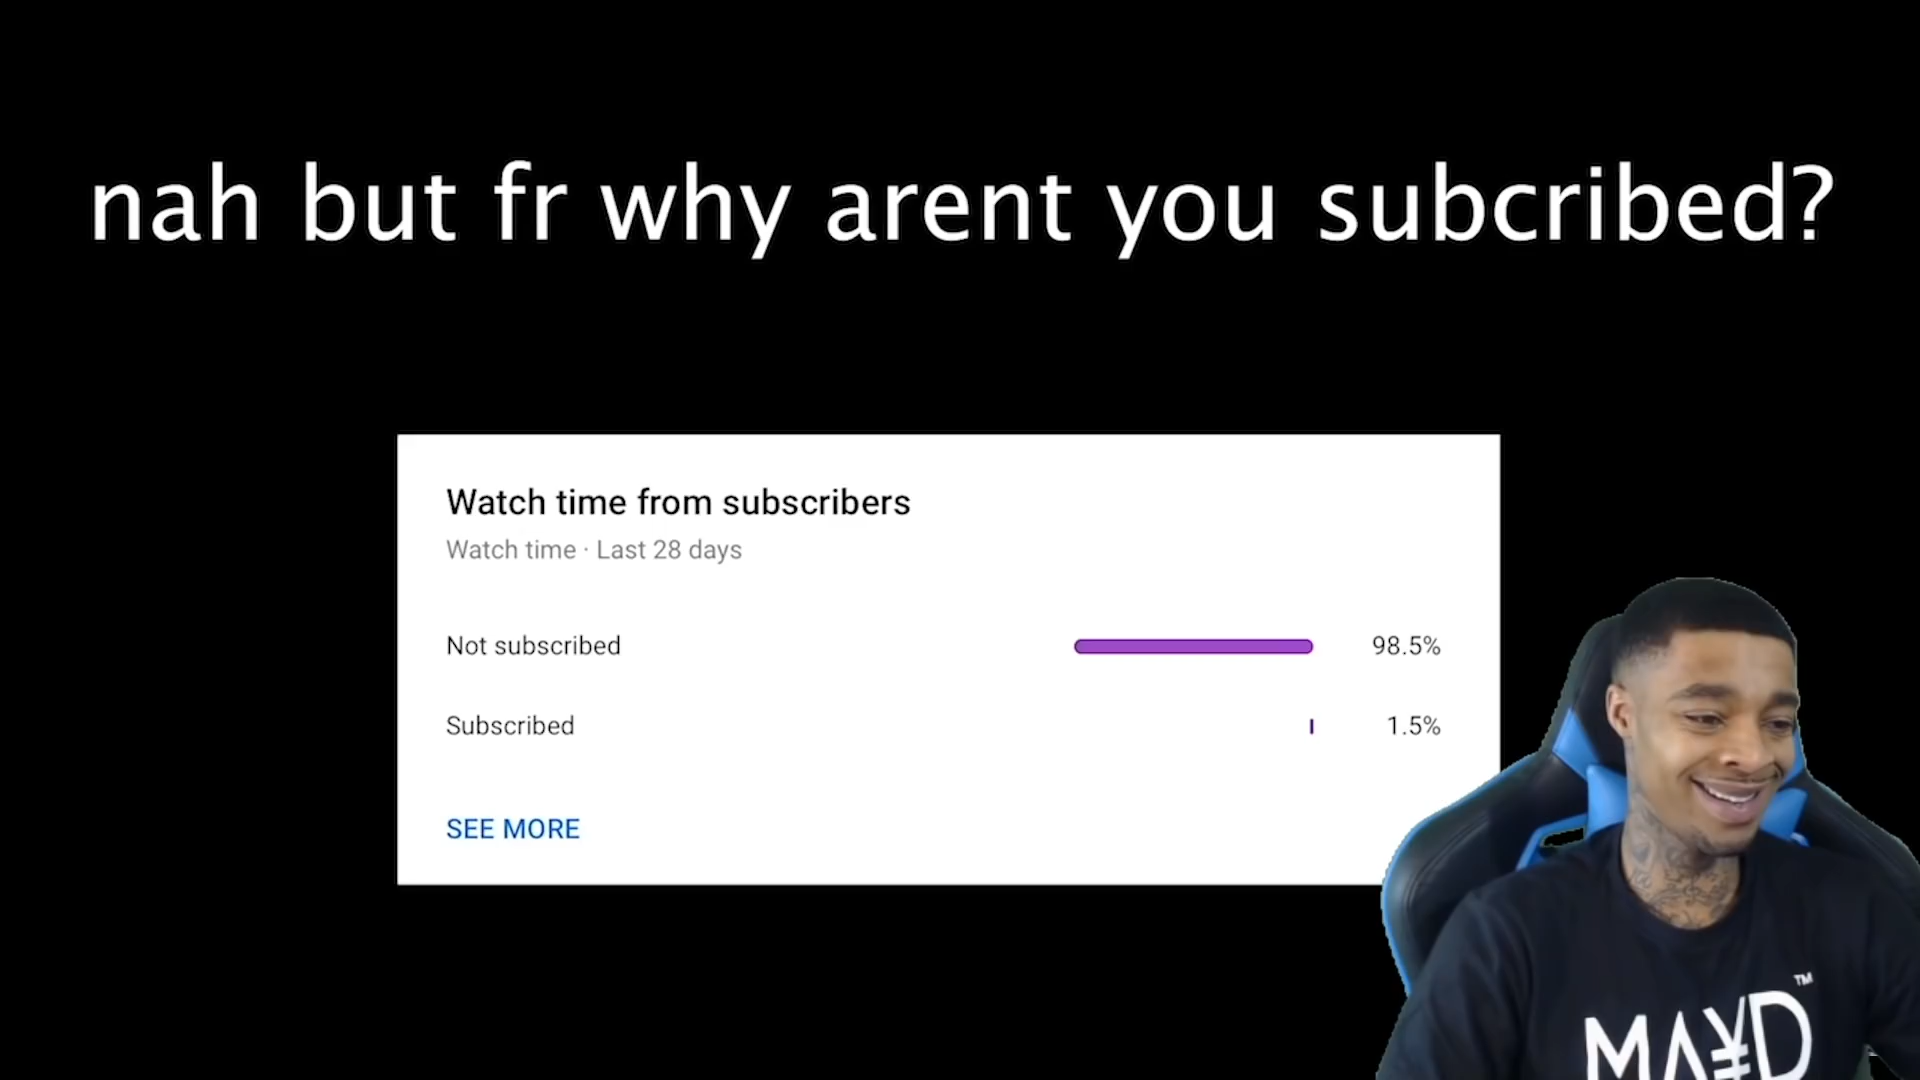 nah but fr why arent you subcribed?
Watch time from subscribers
Watch time · Last 28 days
Not subscribed 98.5%
Subscribed 1.5%
SEE MORE
TM
MA¥D